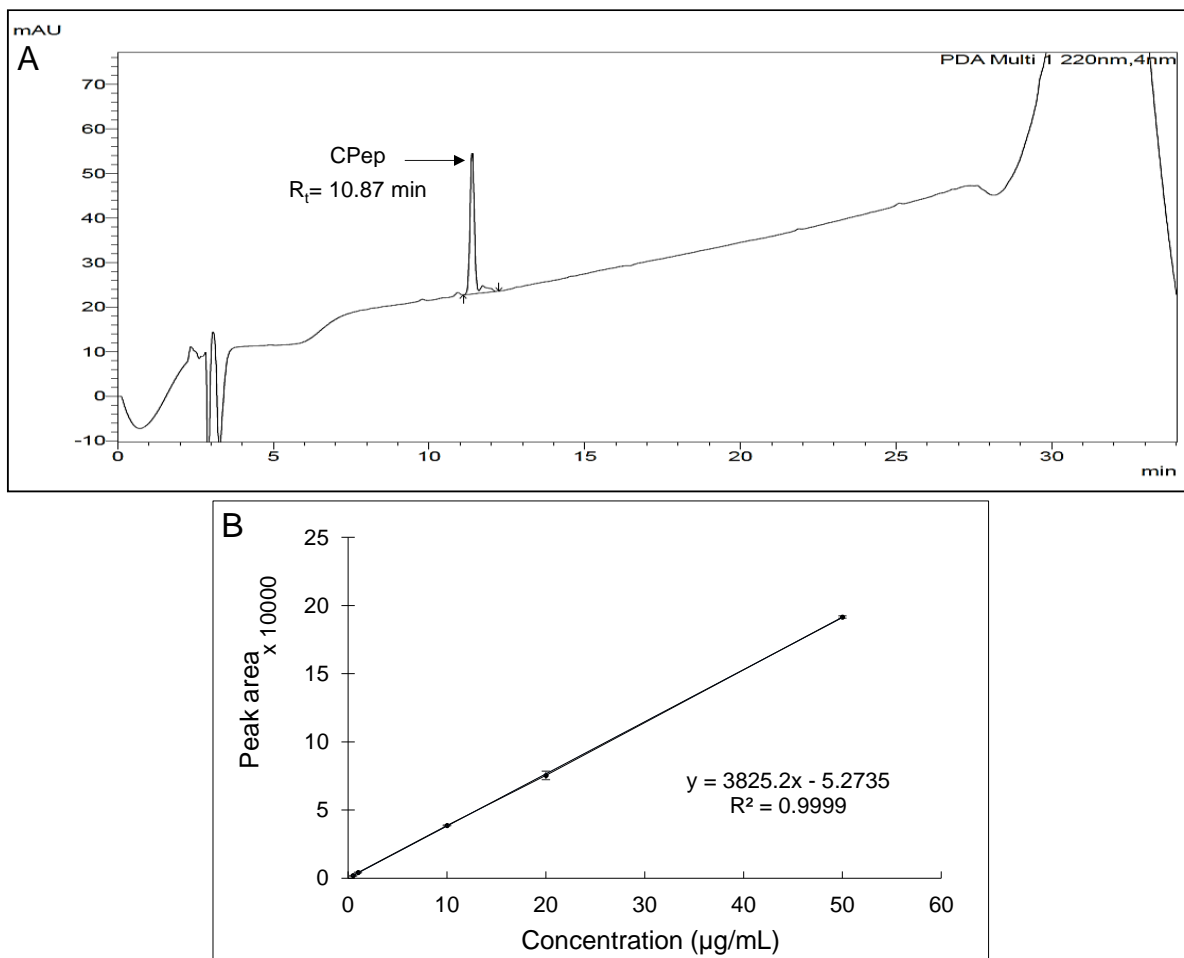 mAU
A
PDA Multi 1 220nm,4nm
70
60
50
40
30
20
10
0
-10
CPep
Rt= 10.87 min
0 5 10 15 20 25 30
min
B
25
20
15
10
5
0
Peak area x 10000
y = 3825.2x - 5.2735
R² = 0.9999
0 10 20 30 40 50 60
Concentration (µg/mL)